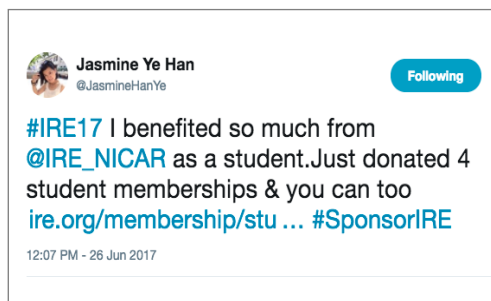 Jasmine Ye Han
@JasmineHanYe
Following
#IRE17 I benefited so much from
@IRE_NICAR as a student.Just donated 4
student memberships & you can too
ire.org/membership/stu ... #SponsorIRE
12:07 PM - 26 Jun 2017